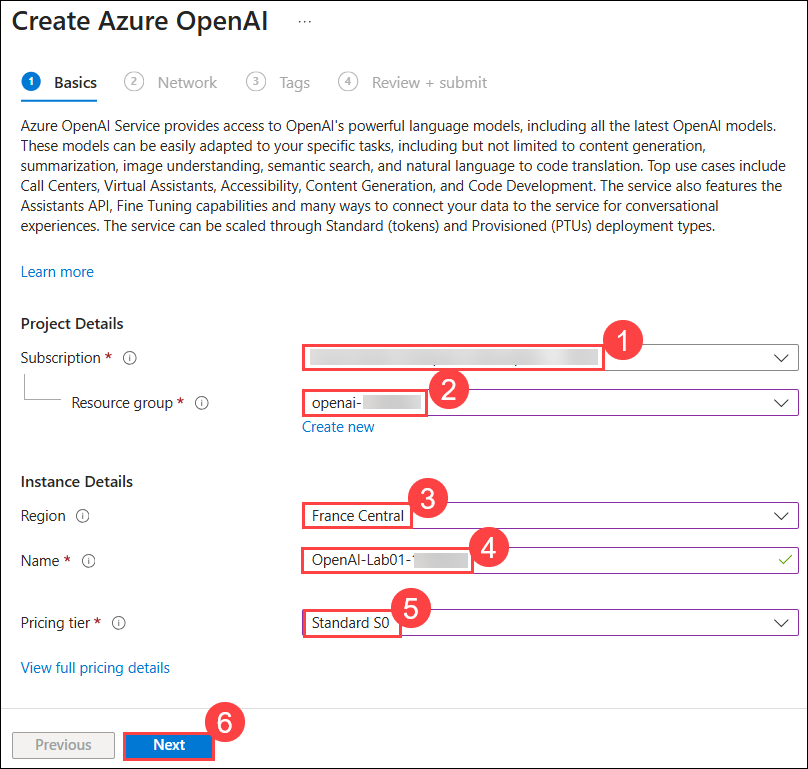 Create Azure OpenAI ...
1 Basics 2 Network 3 Tags 4 Review + submit
Azure OpenAI Service provides access to OpenAI's powerful language models, including all the latest OpenAI models.
These models can be easily adapted to your specific tasks, including but not limited to content generation,
summarization, image understanding, semantic search, and natural language to code translation. Top use cases include
Call Centers, Virtual Assistants, Accessibility, Content Generation, and Code Development. The service also features the
Assistants API, Fine Tuning capabilities and many ways to connect your data to the service for conversational
experiences. The service can be scaled through Standard (tokens) and Provisioned (PTUs) deployment types.
Learn more
Project Details
Subscription *
1
Resource group * openai-
2
Create new
Instance Details
Region France Central
3
Name * OpenAI-Lab01-
4
Pricing tier * Standard S0
5
View full pricing details
Previous Next
6